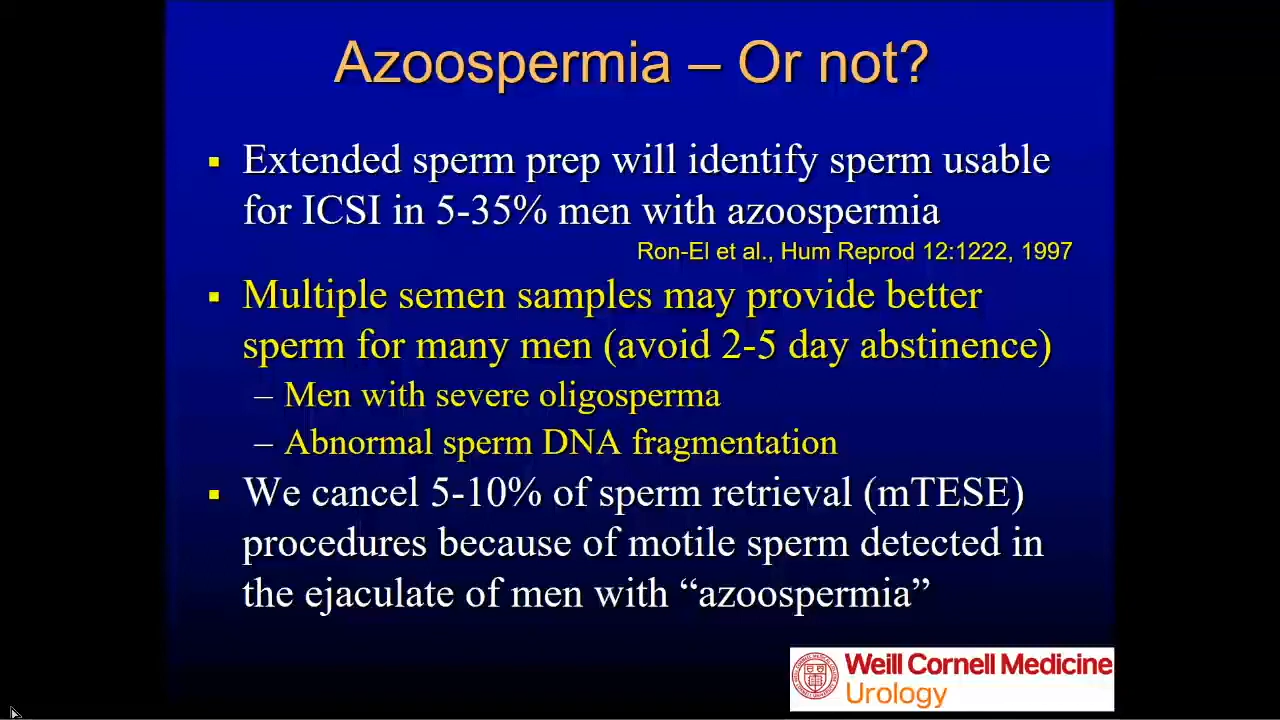 Azoospermia – Or not?
▪ Extended sperm prep will identify sperm usable
for ICSI in 5-35% men with azoospermia
Ron-El et al., Hum Reprod 12:1222, 1997
▪ Multiple semen samples may provide better
sperm for many men (avoid 2-5 day abstinence)
– Men with severe oligosperma
– Abnormal sperm DNA fragmentation
▪ We cancel 5-10% of sperm retrieval (mTESE)
procedures because of motile sperm detected in
the ejaculate of men with “azoospermia”
Weill Cornell Medicine
Urology